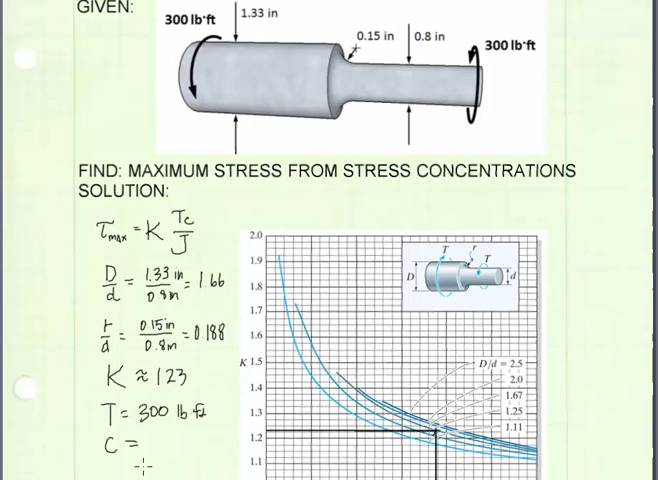 GIVEN:
300 lb·ft
1.33 in
0.15 in
0.8 in
300 lb·ft
FIND: MAXIMUM STRESS FROM STRESS CONCENTRATIONS
SOLUTION:
τmax = K Tc/J
D/d = 1.33 in/0.8 in = 1.66
r/d = 0.15 in/0.8 in = 0.188
K ≈ 1.23
T = 300 lb ft
C =
2.0
1.9
1.8
1.7
1.6
K 1.5
1.4
1.3
1.2
1.1
T
r
T
D
d
D/d = 2.5
2.0
1.67
1.25
1.11